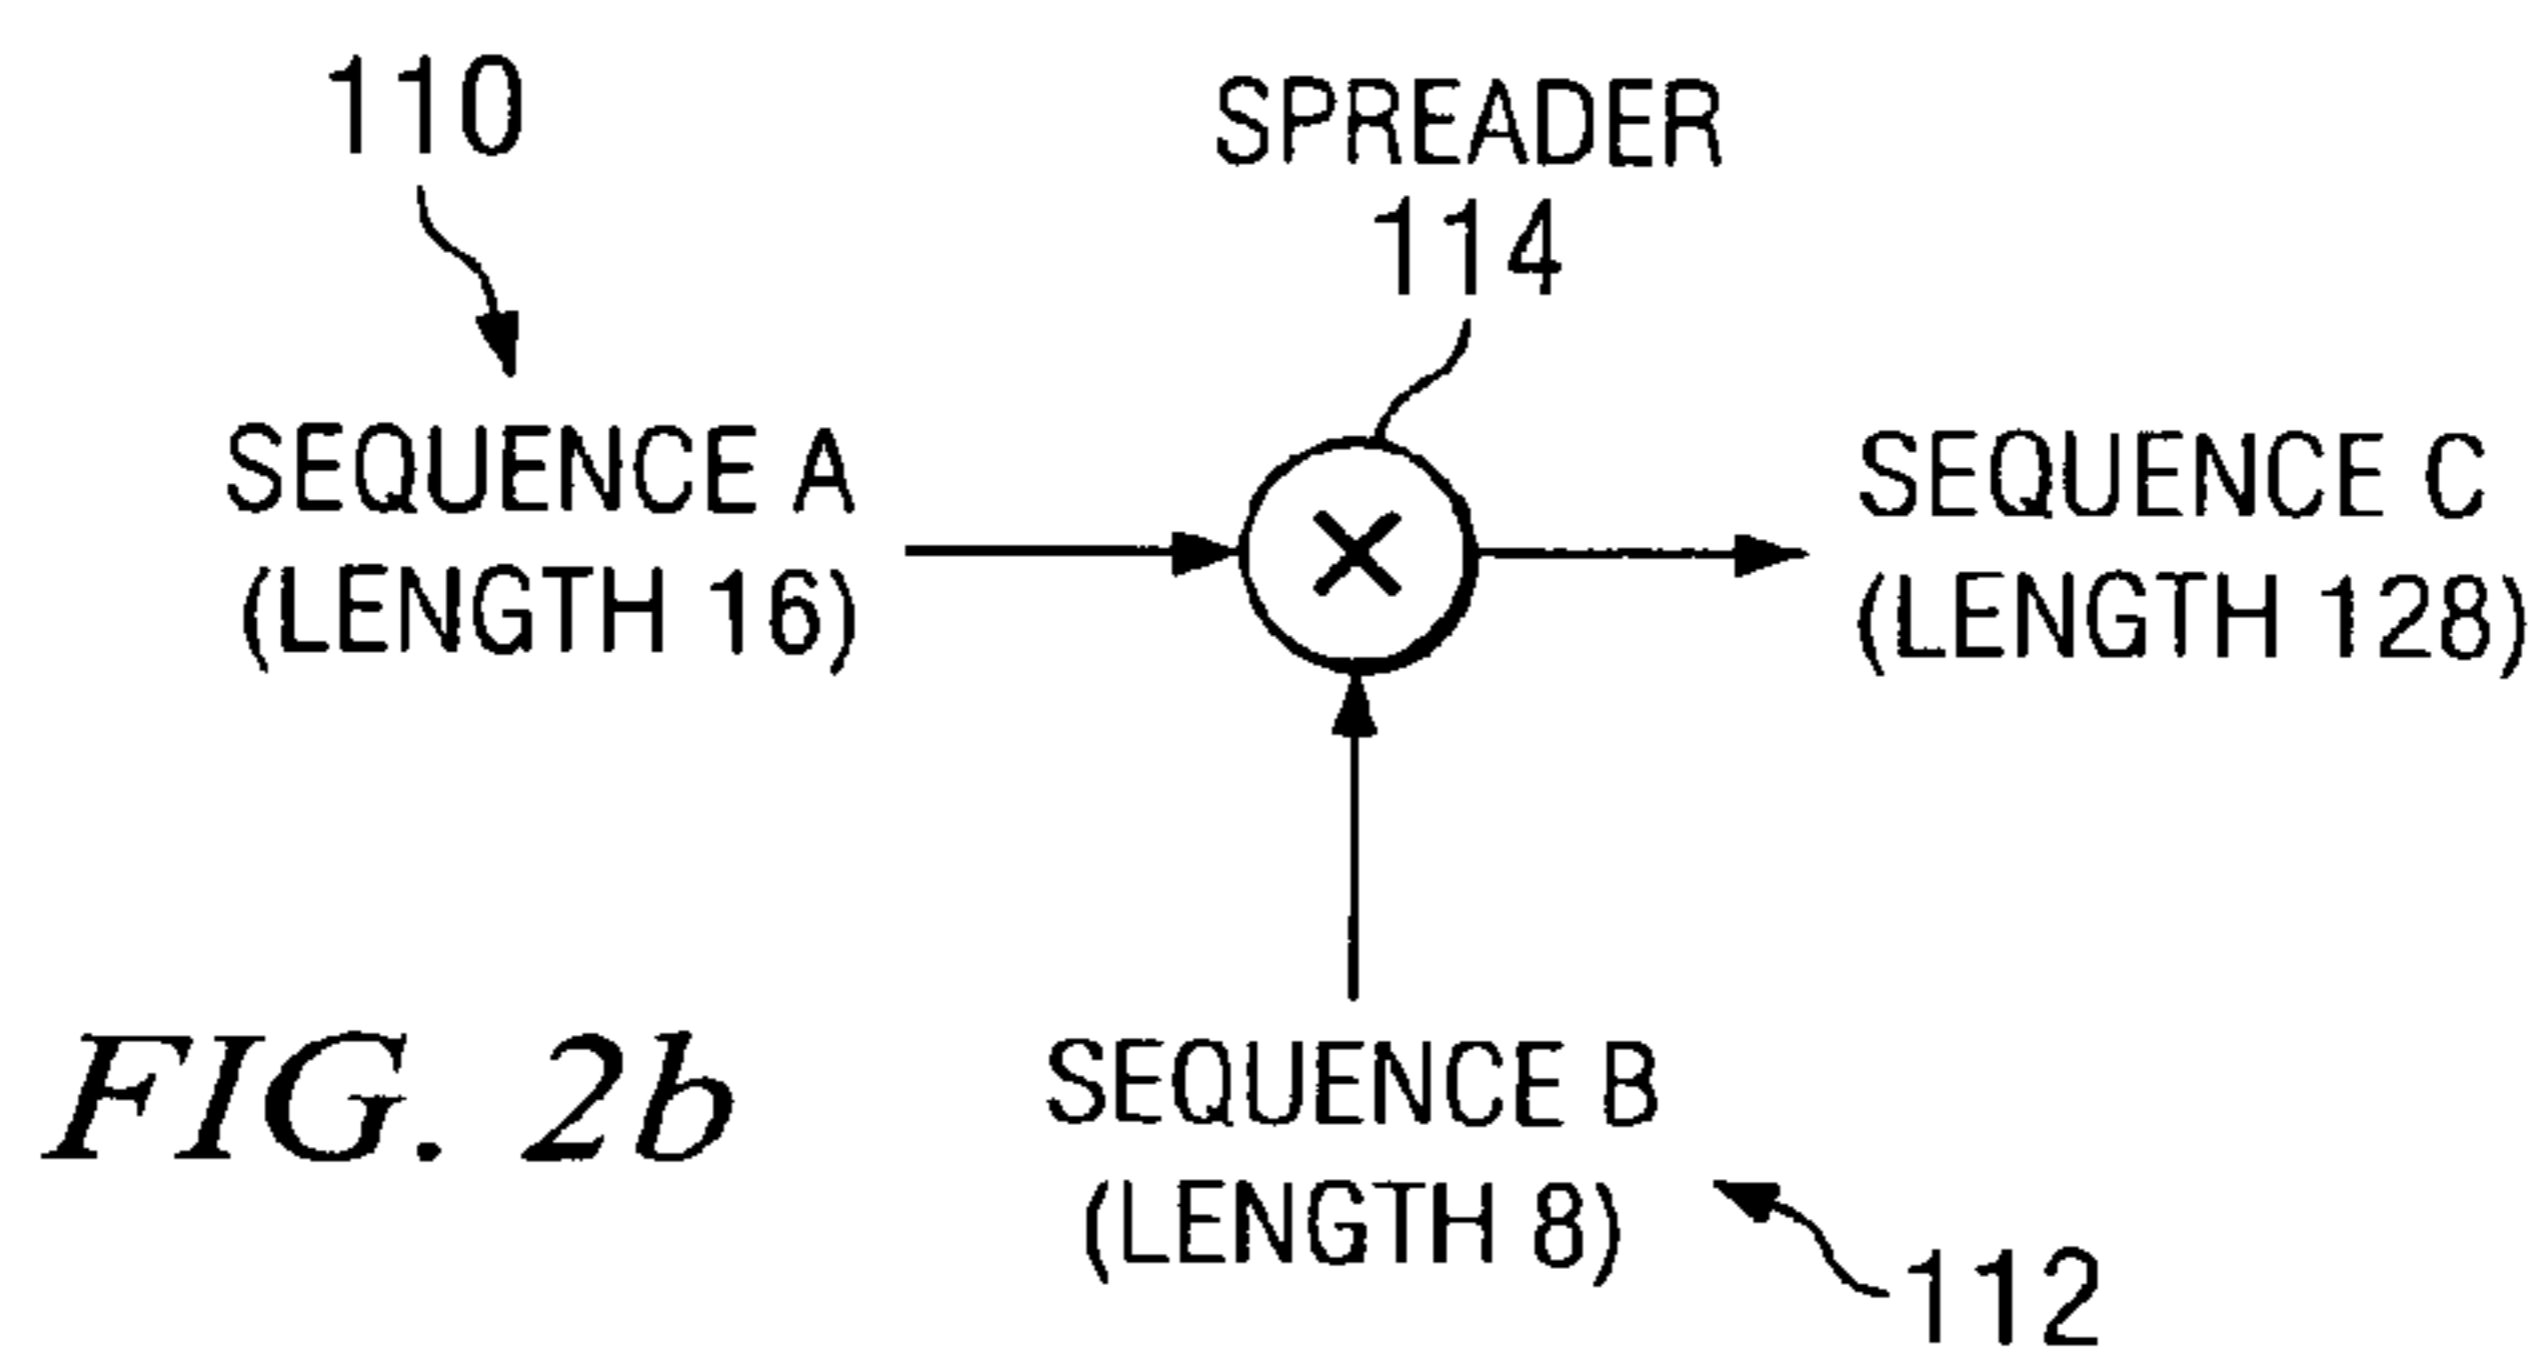 110
SPREADER
114
SEQUENCE A
(LENGTH 16)
×
SEQUENCE C
(LENGTH 128)
SEQUENCE B
(LENGTH 8)
112
FIG. 2b